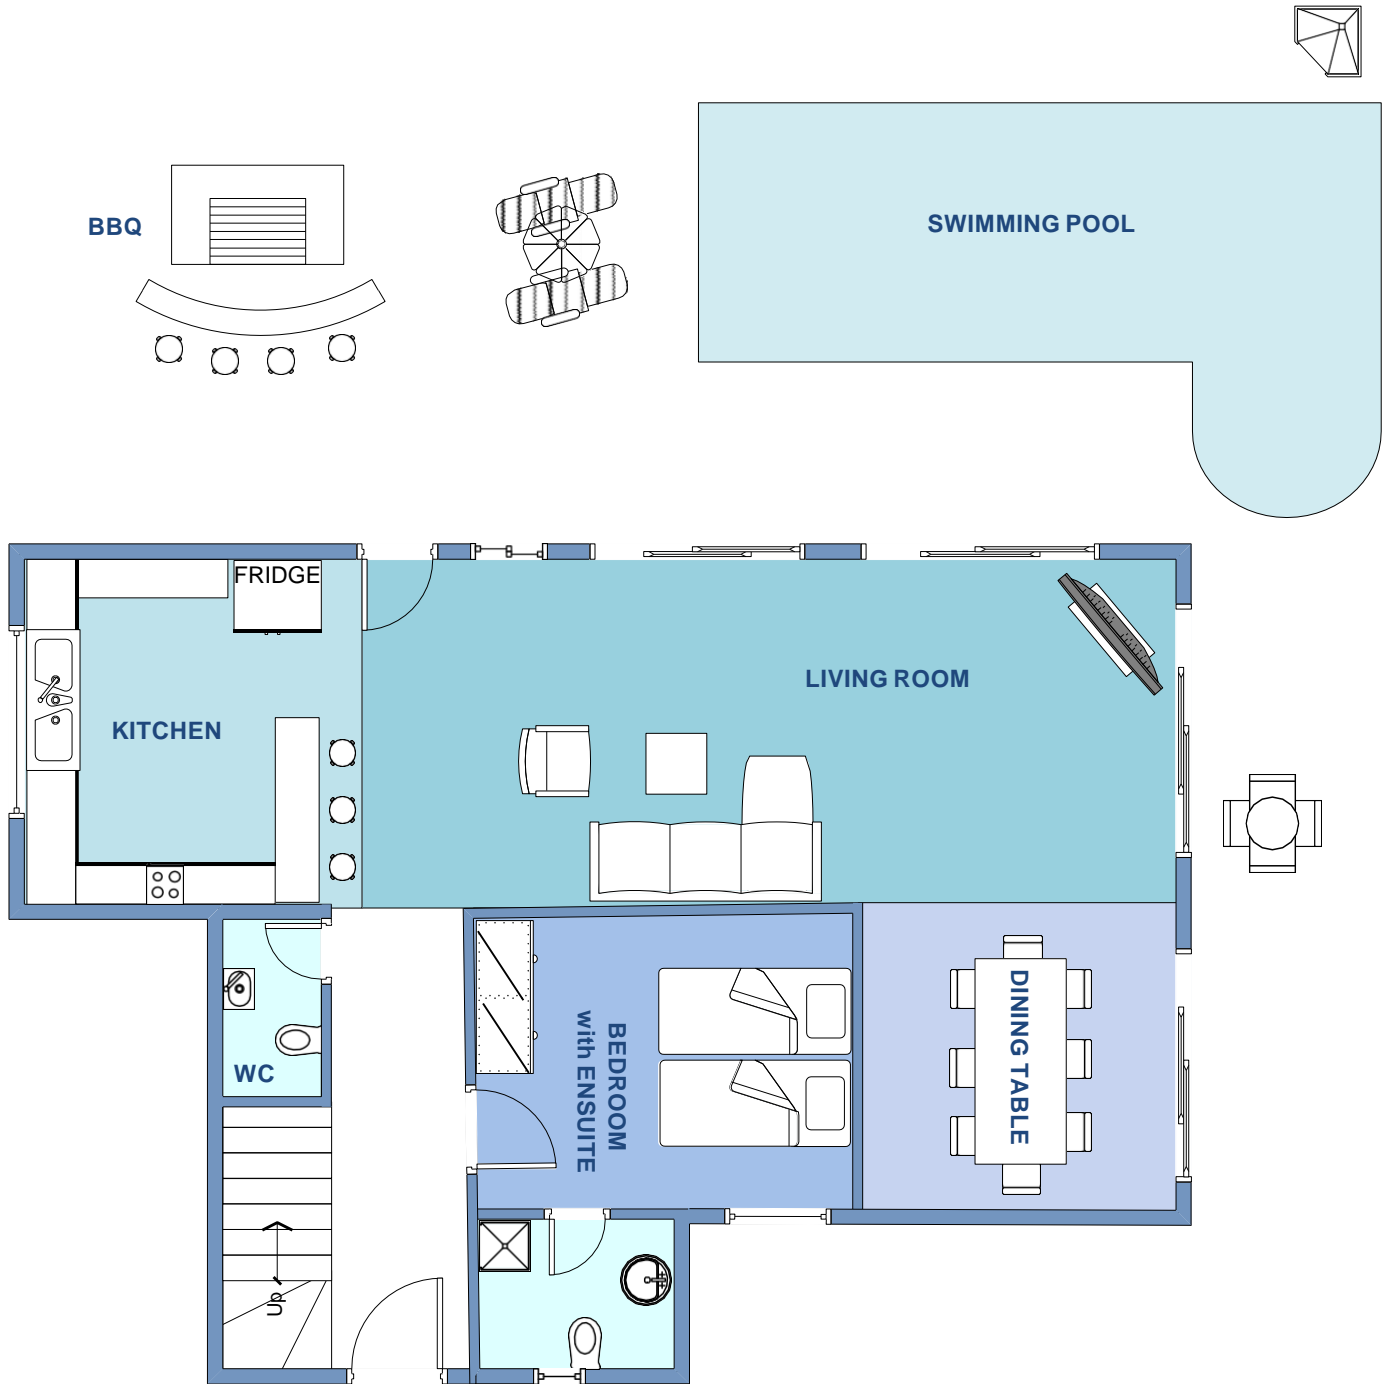 SWIMMING POOL
BBQ
FRIDGE
LIVING ROOM
KITCHEN
DINING TABLE
BEDROOM
with ENSUITE
WC
Up